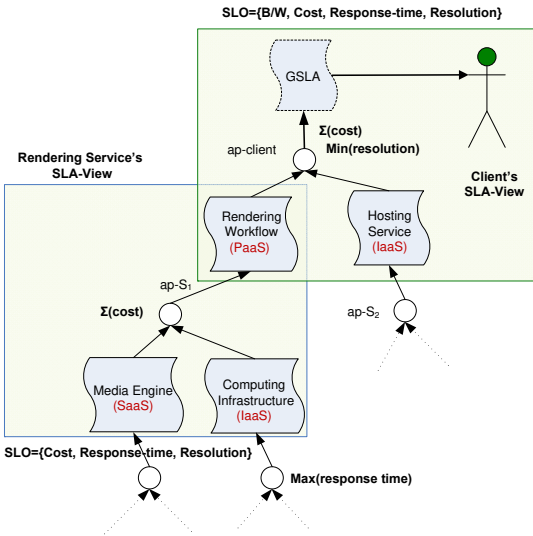 SLO={B/W, Cost, Response-time, Resolution}
GSLA
Σ(cost)
Min(resolution)
ap-client
Rendering Service's
SLA-View
Client's
SLA-View
Rendering
Workflow
(PaaS)
Hosting
Service
(IaaS)
ap-S₁
Σ(cost)
ap-S₂
Media Engine
(SaaS)
Computing
Infrastructure
(IaaS)
SLO={Cost, Response-time, Resolution}
Max(response time)